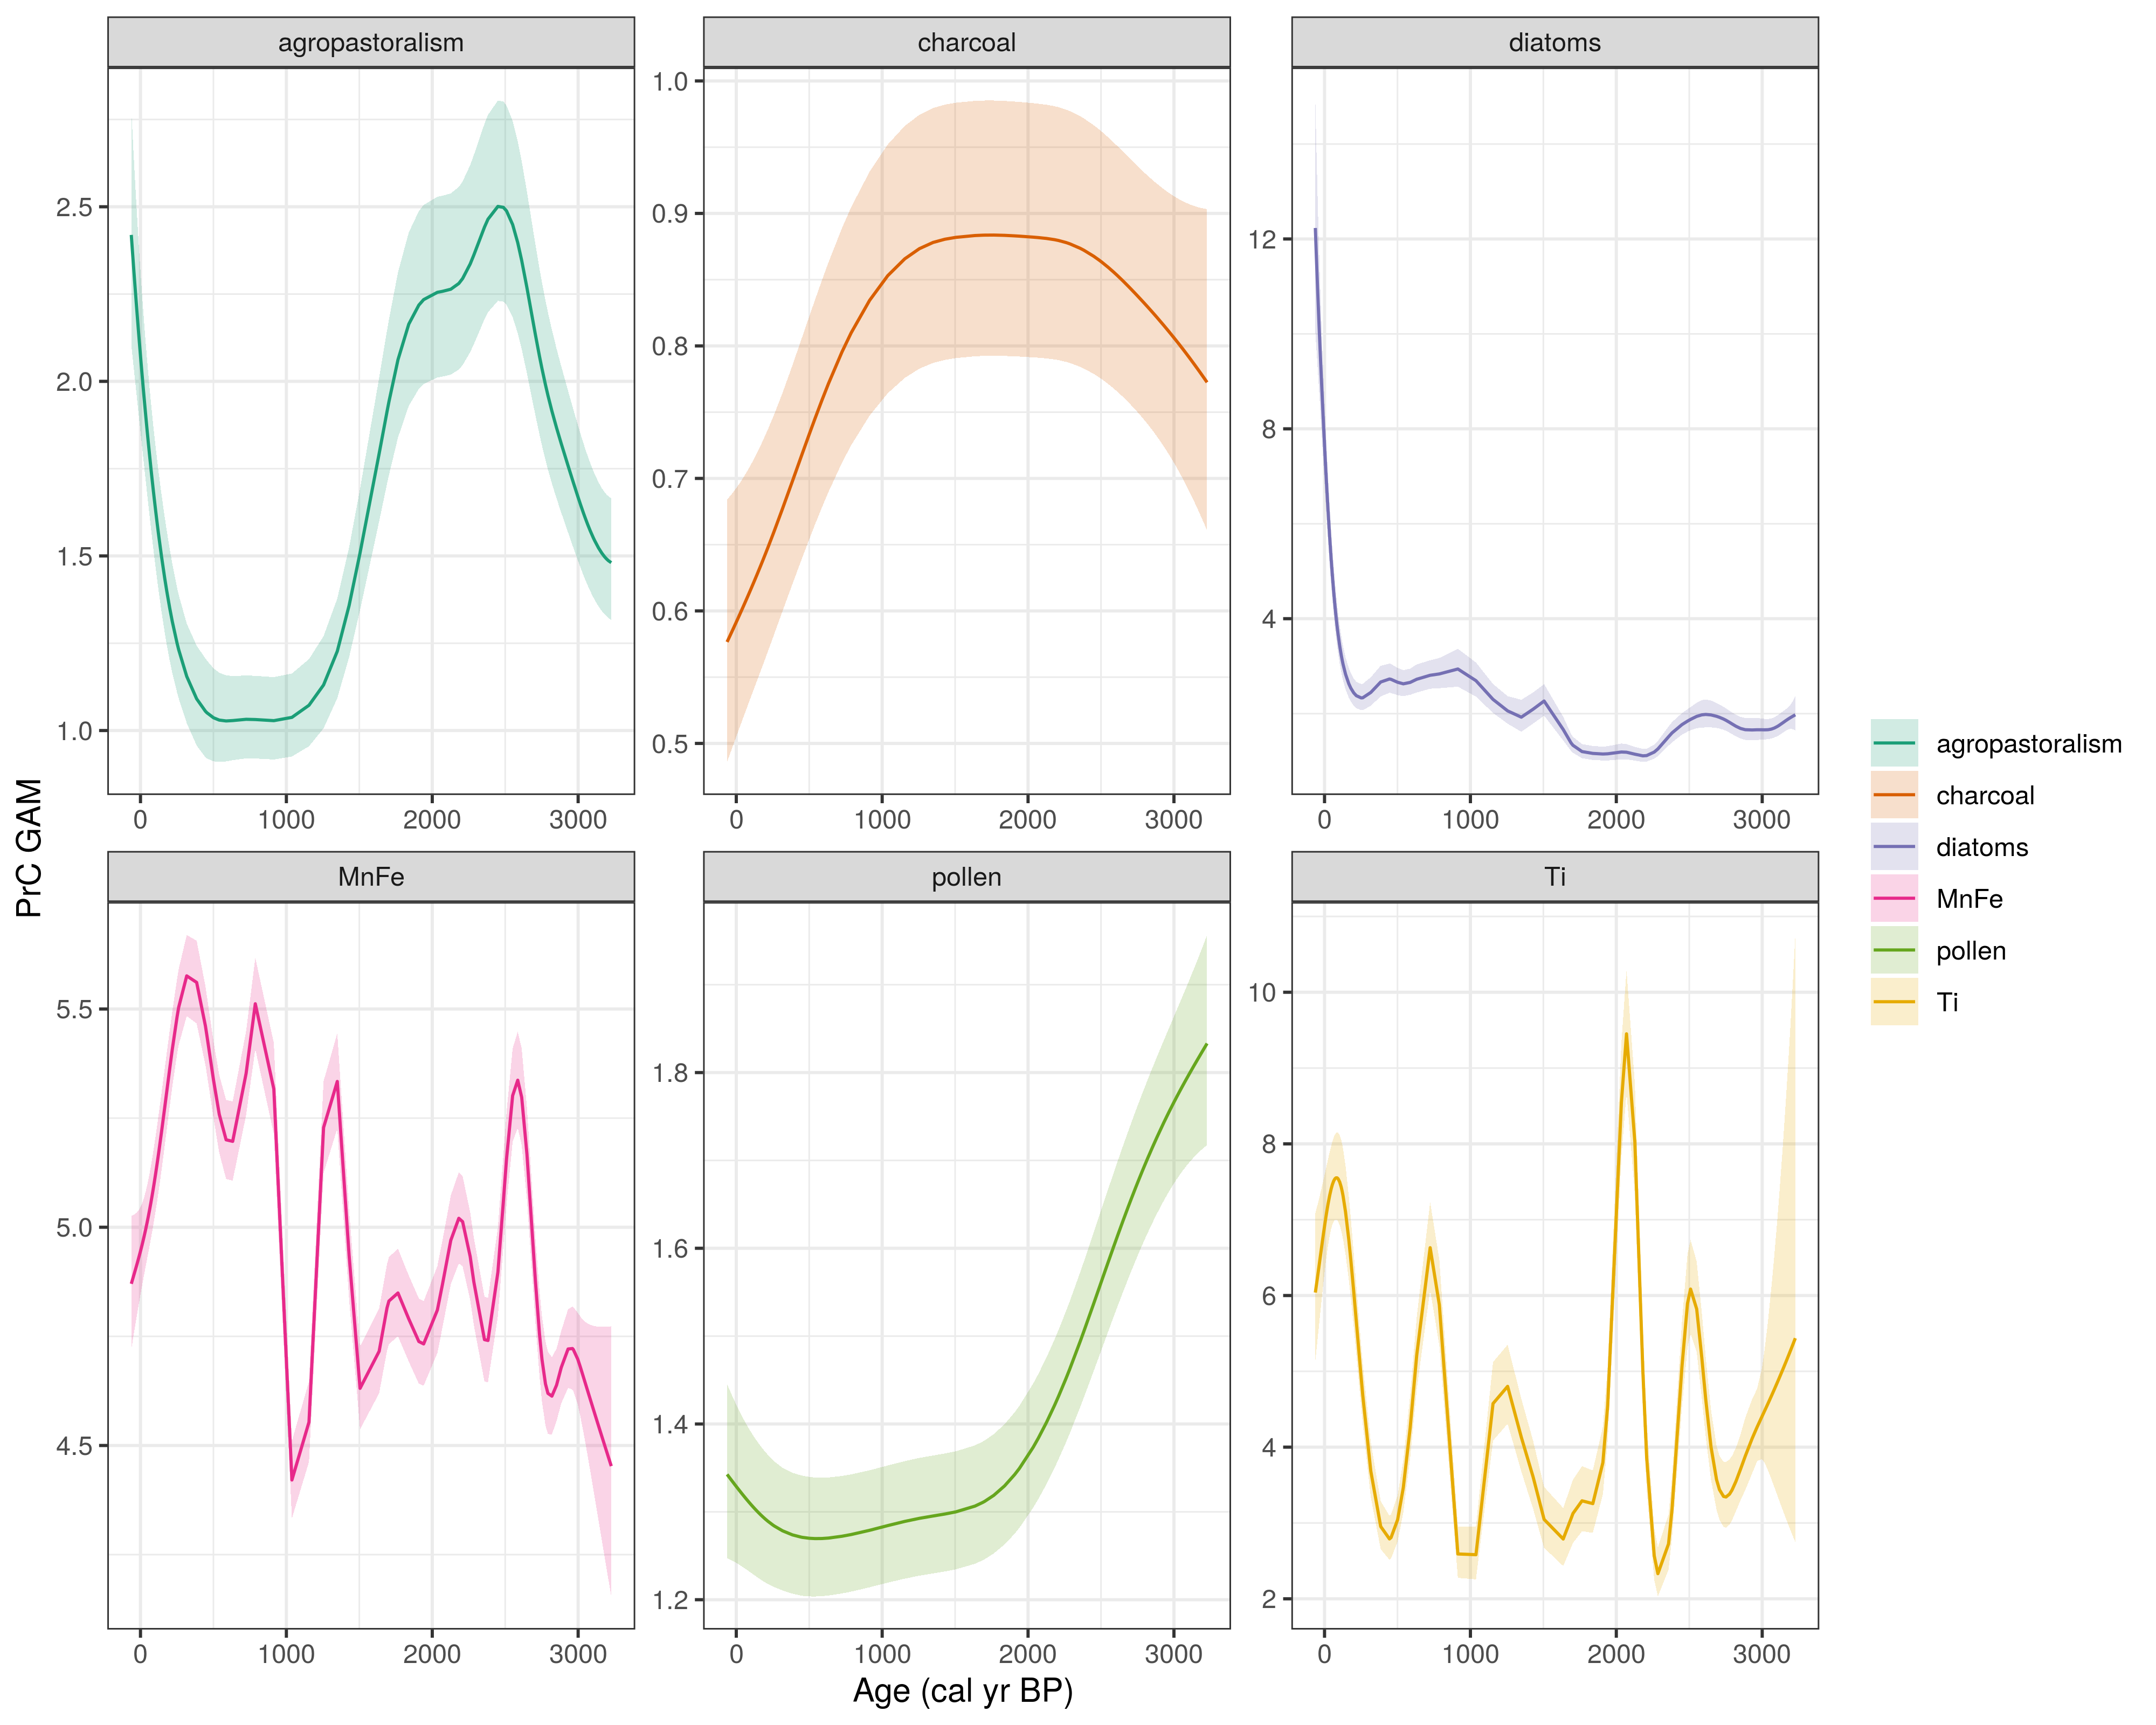 agropastoralism charcoal diatoms
2.5
2.0
1.5
1.0
0 1000 2000 3000
1.0
0.9
0.8
0.7
0.6
0.5
0 1000 2000 3000
12
8
4
0 1000 2000 3000
MnFe pollen Ti
5.5
5.0
4.5
0 1000 2000 3000
1.8
1.6
1.4
1.2
0 1000 2000 3000
10
8
6
4
2
0 1000 2000 3000
PrC GAM
Age (cal yr BP)
agropastoralism
charcoal
diatoms
MnFe
pollen
Ti